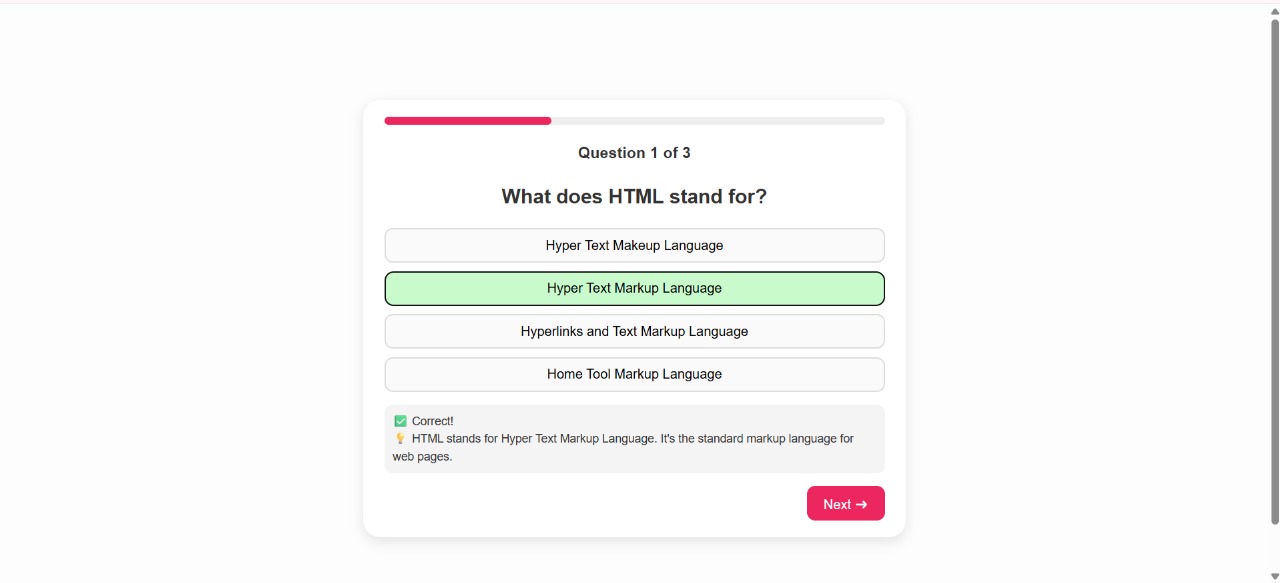 Question 1 of 3
What does HTML stand for?
Hyper Text Makeup Language
Hyper Text Markup Language
Hyperlinks and Text Markup Language
Home Tool Markup Language
✅ Correct!
💡 HTML stands for Hyper Text Markup Language. It's the standard markup language for
web pages.
Next →